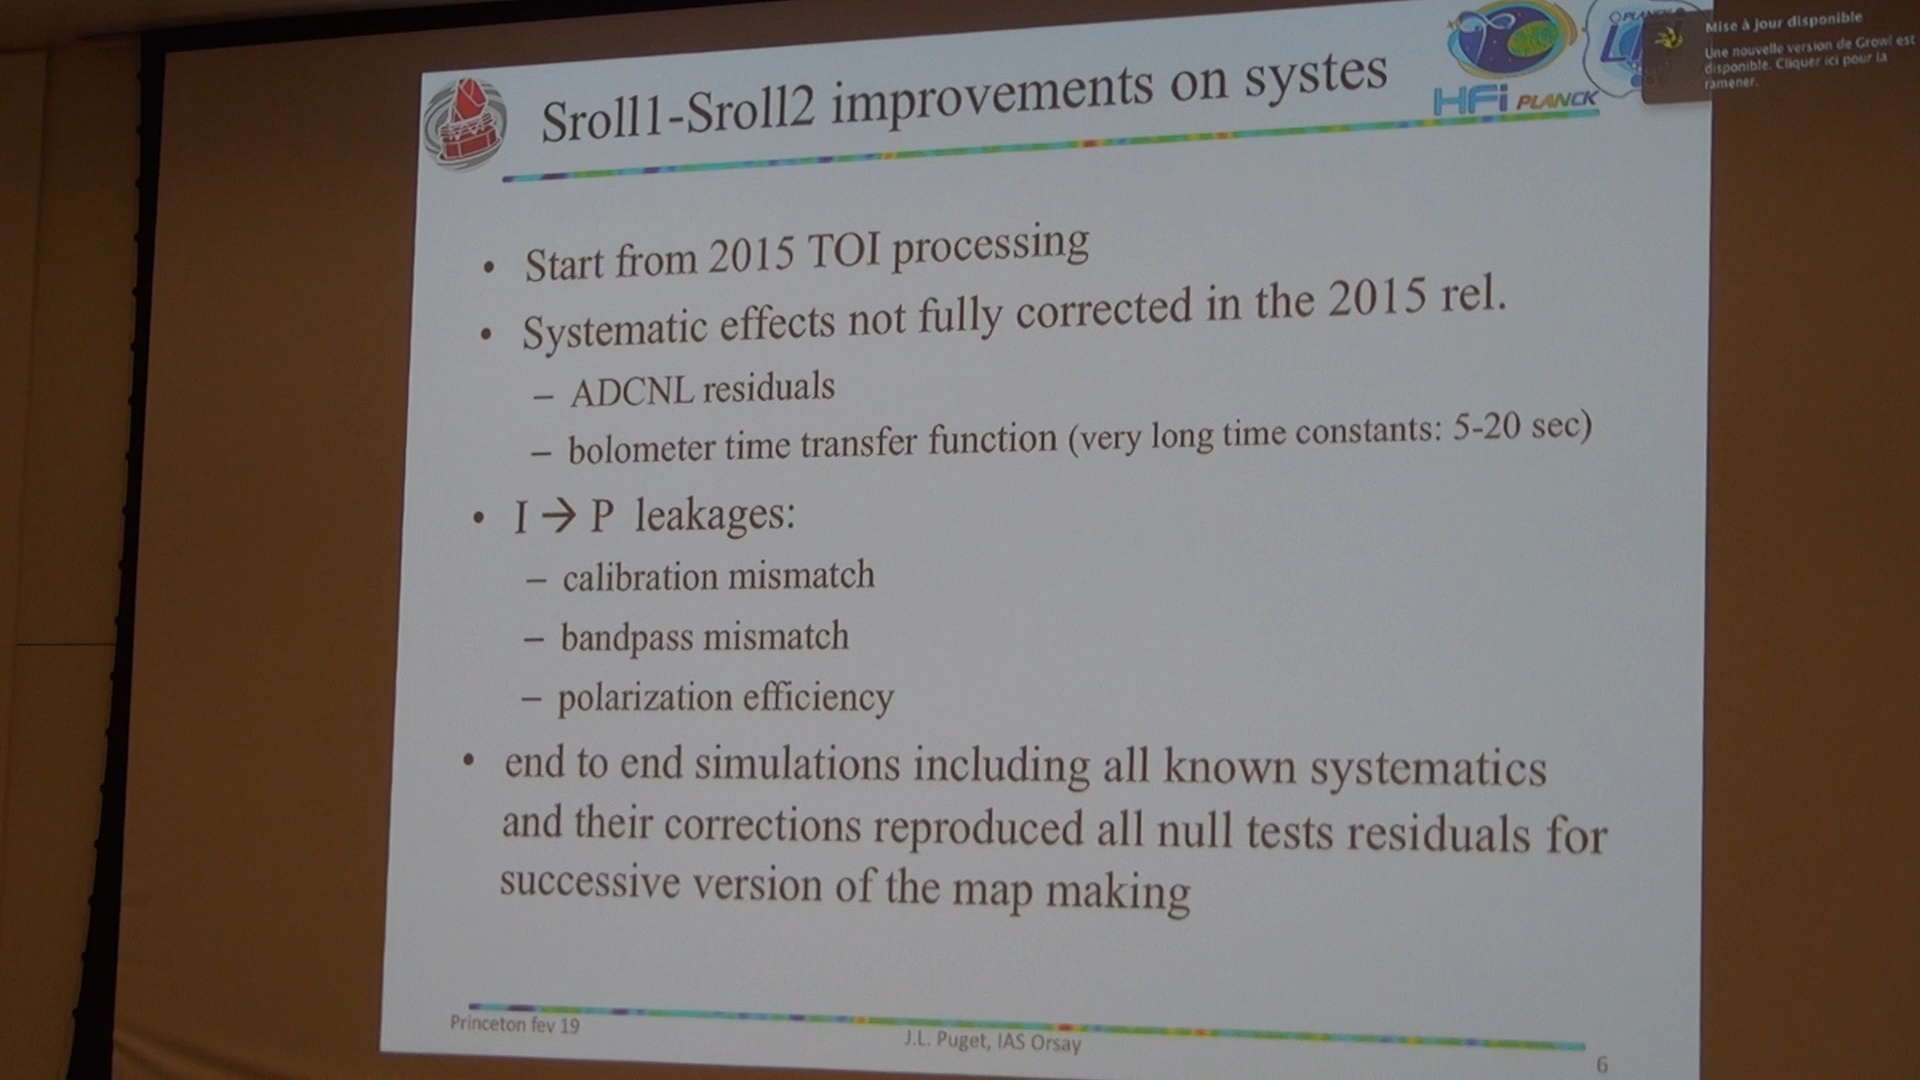 Sroll1-Sroll2 improvements on systes
HFi PLANCK
Mise à jour disponible
Une nouvelle version de Growl est
disponible. Cliquer ici pour la
ramener.
• Start from 2015 TOI processing
• Systematic effects not fully corrected in the 2015 rel.
– ADCNL residuals
– bolometer time transfer function (very long time constants: 5-20 sec)
• I → P leakages:
– calibration mismatch
– bandpass mismatch
– polarization efficiency
• end to end simulations including all known systematics
and their corrections reproduced all null tests residuals for
successive version of the map making
Princeton fev 19
J.L. Puget, IAS Orsay
6